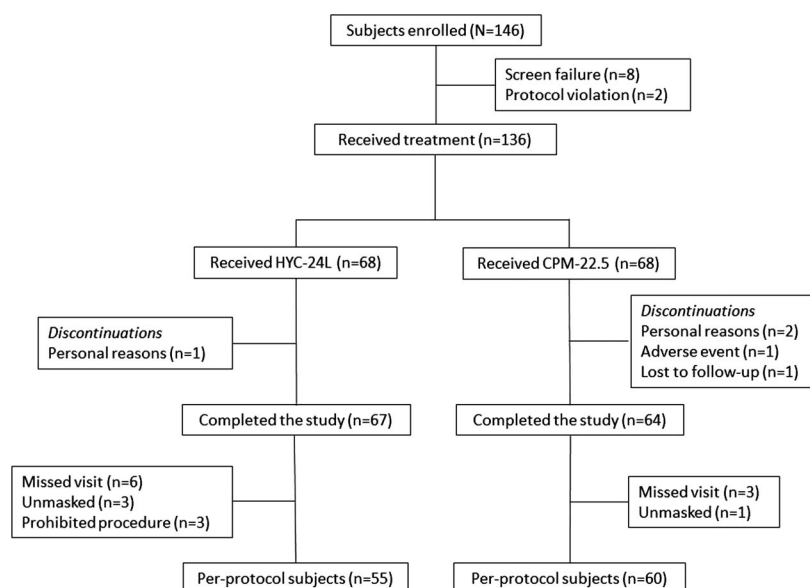 Subjects enrolled (N=146)
Screen failure (n=8)
Protocol violation (n=2)
Received treatment (n=136)
Received HYC-24L (n=68)
Received CPM-22.5 (n=68)
Discontinuations
Personal reasons (n=1)
Discontinuations
Personal reasons (n=2)
Adverse event (n=1)
Lost to follow-up (n=1)
Completed the study (n=67)
Completed the study (n=64)
Missed visit (n=6)
Unmasked (n=3)
Prohibited procedure (n=3)
Missed visit (n=3)
Unmasked (n=1)
Per-protocol subjects (n=55)
Per-protocol subjects (n=60)